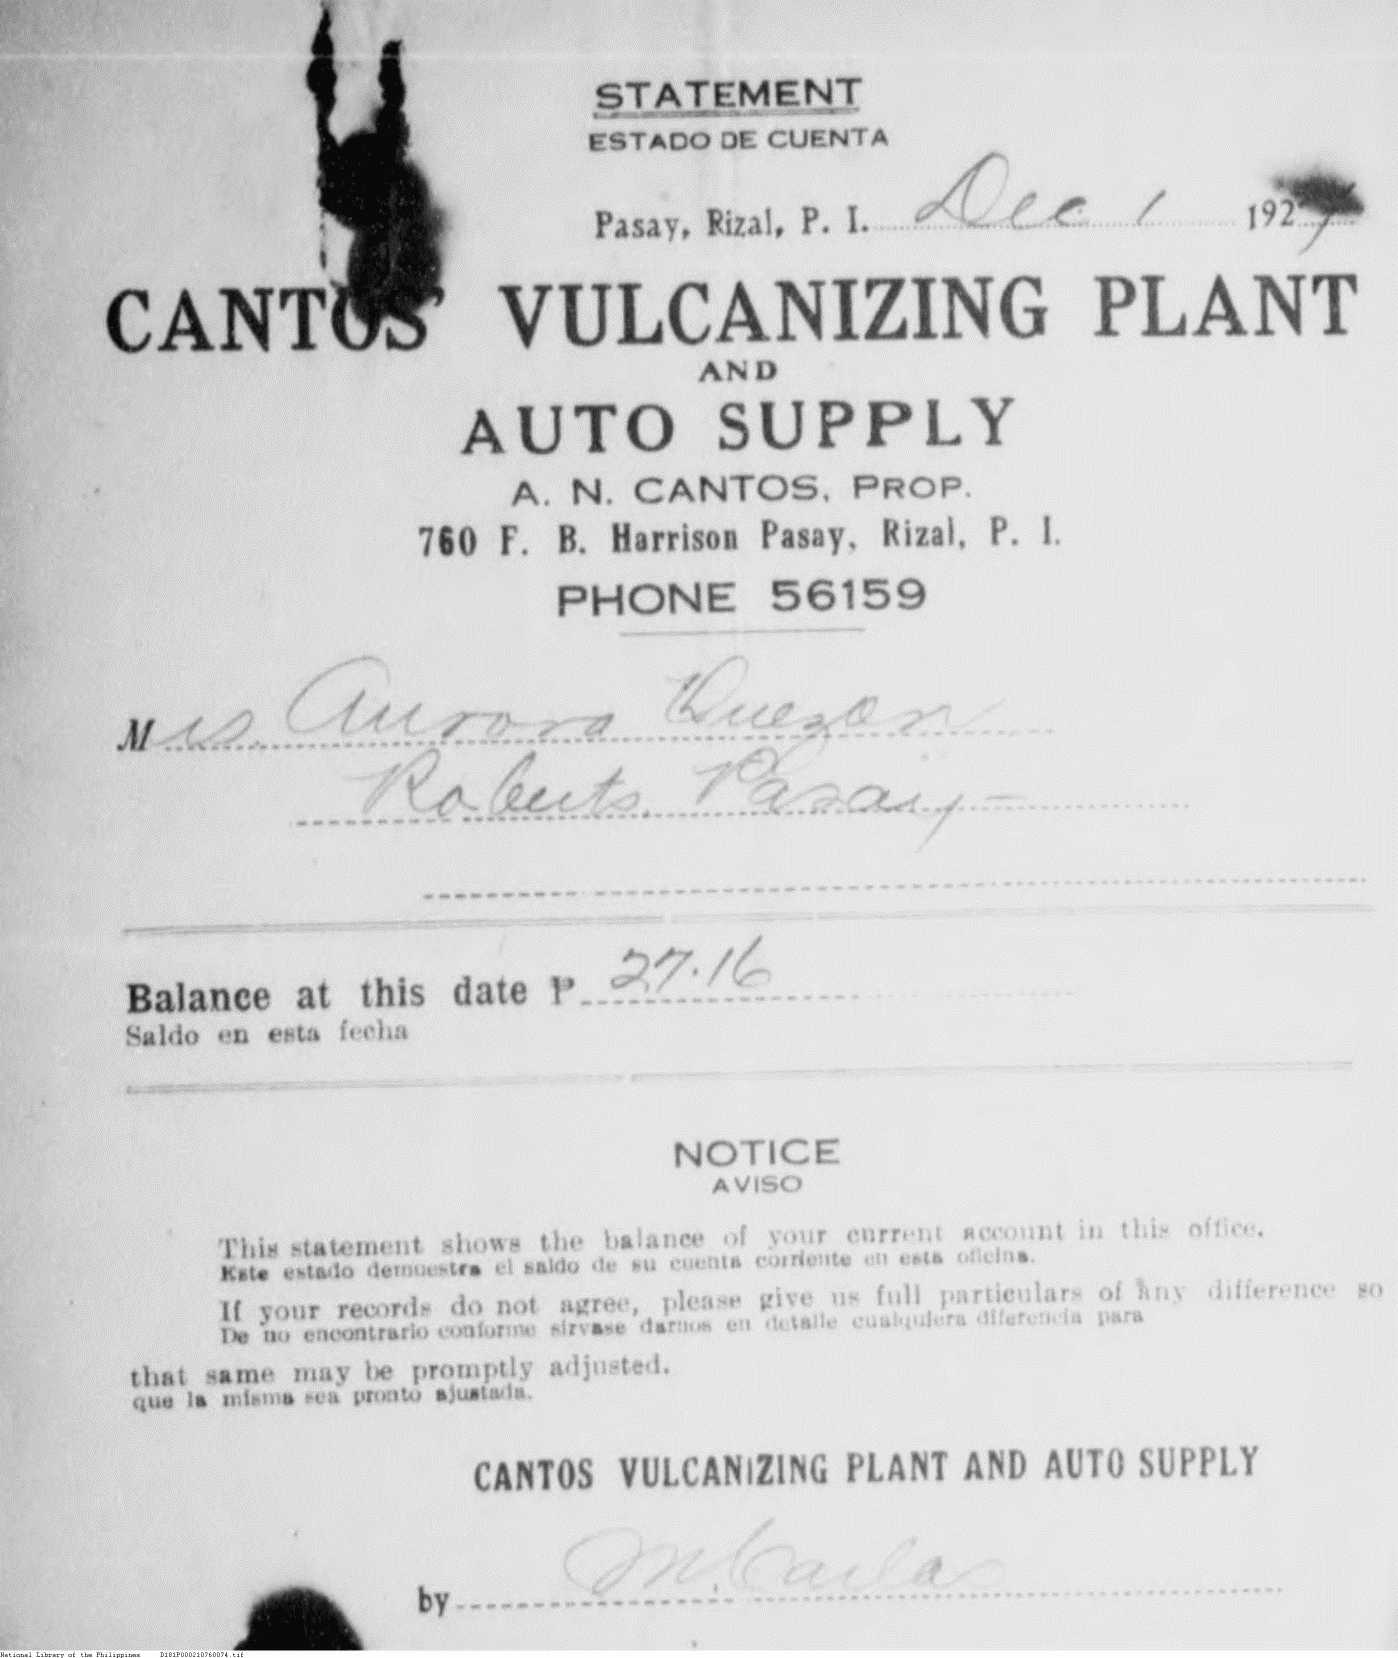 STATEMENT
ESTADO DE CUENTA
Pasay, Rizal, P. I. Dec 1 192
CANTOS' VULCANIZING PLANT
AND
AUTO SUPPLY
A. N. CANTOS, PROP.
760 F. B. Harrison Pasay, Rizal, P. I.
PHONE 56159
Mrs. Aurora Quezon
Roberts, Pasay —
Balance at this date ₱ 27.16
Saldo en esta fecha
NOTICE
AVISO
This statement shows the balance of your current account in this office.
Este estado demuestra el saldo de su cuenta corriente en esta oficina.
If your records do not agree, please give us full particulars of any difference so
De no encontrarlo conforme sirvase darnos en detalle cualquiera diferencia para
that same may be promptly adjusted.
que la misma sea pronto ajustada.
CANTOS VULCANIZING PLANT AND AUTO SUPPLY
by
National Library of the Philippines D181P000210760074.tif